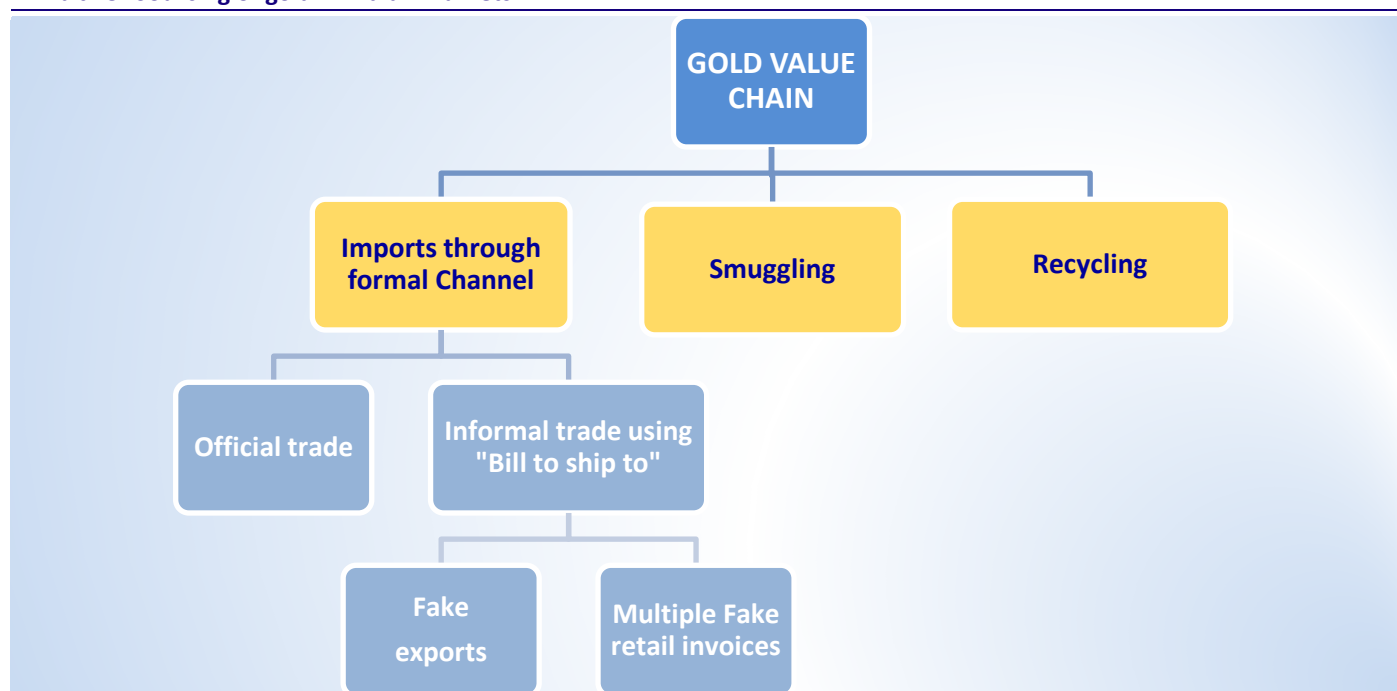 GOLD VALUE
CHAIN
Imports through
formal Channel
Smuggling
Recycling
Official trade
Informal trade using
"Bill to ship to"
Fake
exports
Multiple Fake
retail invoices